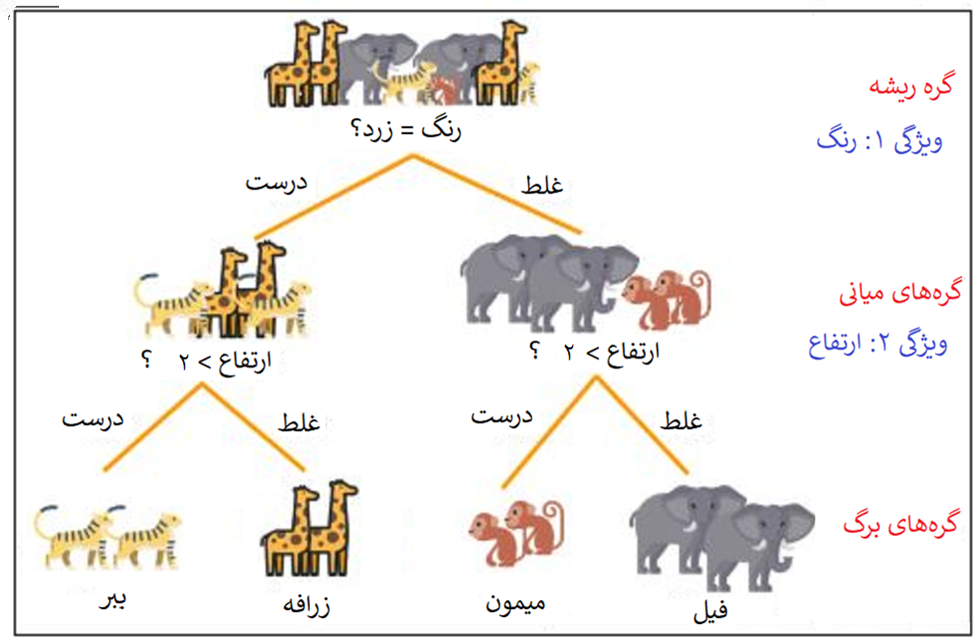 گره ریشه
ویژگی ۱: رنگ
رنگ = زرد؟
درست
غلط
گره‌های میانی
ویژگی ۲: ارتفاع
ارتفاع > ۲ ؟
ارتفاع > ۲ ؟
درست
غلط
درست
غلط
گره‌های برگ
ببر
زرافه
میمون
فیل